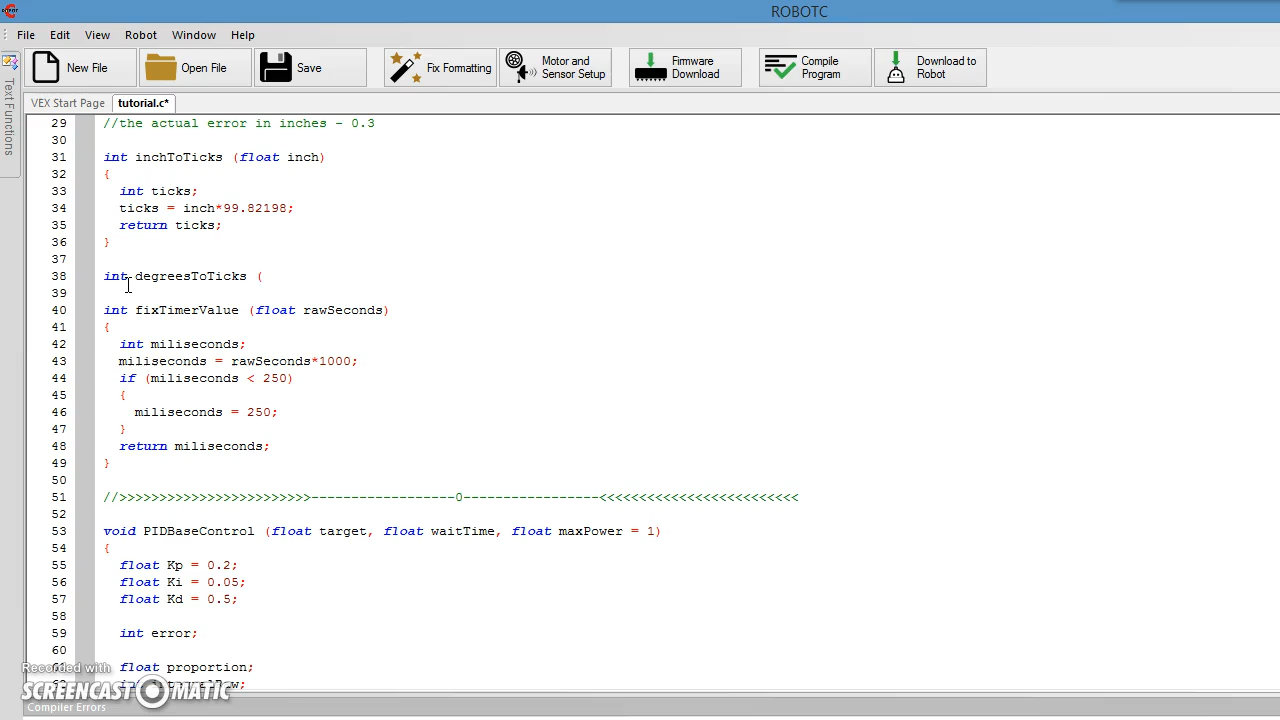 ROBOTC
File Edit View Robot Window Help
New File Open File Save Fix Formatting Motor and Sensor Setup Firmware Download Compile Program Download to Robot
Text Functions
VEX Start Page tutorial.c*
29 //the actual error in inches - 0.3
30
31 int inchToTicks (float inch)
32 {
33 int ticks;
34 ticks = inch*99.82198;
35 return ticks;
36 }
37
38 int degreesToTicks (
39
40 int fixTimerValue (float rawSeconds)
41 {
42 int miliseconds;
43 miliseconds = rawSeconds*1000;
44 if (miliseconds < 250)
45 {
46 miliseconds = 250;
47 }
48 return miliseconds;
49 }
50
51 //>>>>>>>>>>>>>>>>>>>>>>>>------------------0-----------------<<<<<<<<<<<<<<<<<<<<<<<<<
52
53 void PIDBaseControl (float target, float waitTime, float maxPower = 1)
54 {
55 float Kp = 0.2;
56 float Ki = 0.05;
57 float Kd = 0.5;
58
59 int error;
60
float proportion;
Recorded with
SCREENCAST MATIC
Compiler Errors